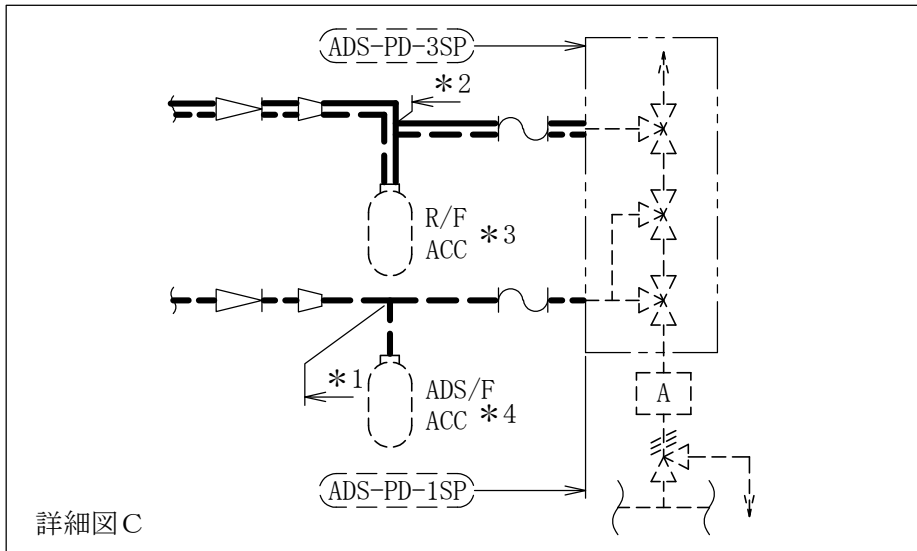 ADS-PD-3SP
*2
R/F
ACC *3
*1
ADS/F
ACC *4
A
ADS-PD-1SP
詳細図C